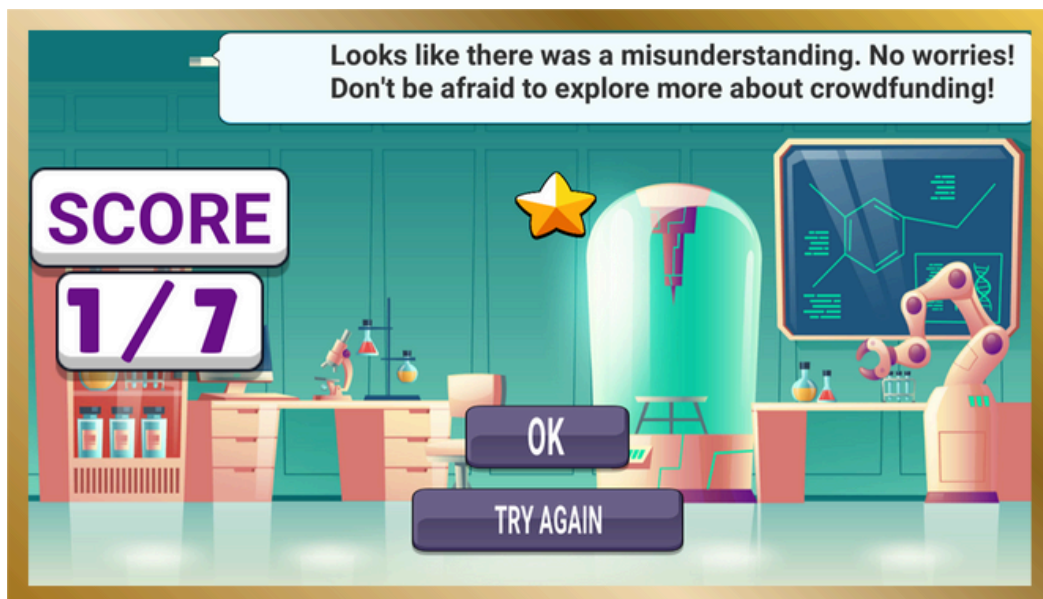 Looks like there was a misunderstanding. No worries!
Don't be afraid to explore more about crowdfunding!
SCORE
1/7
OK
TRY AGAIN